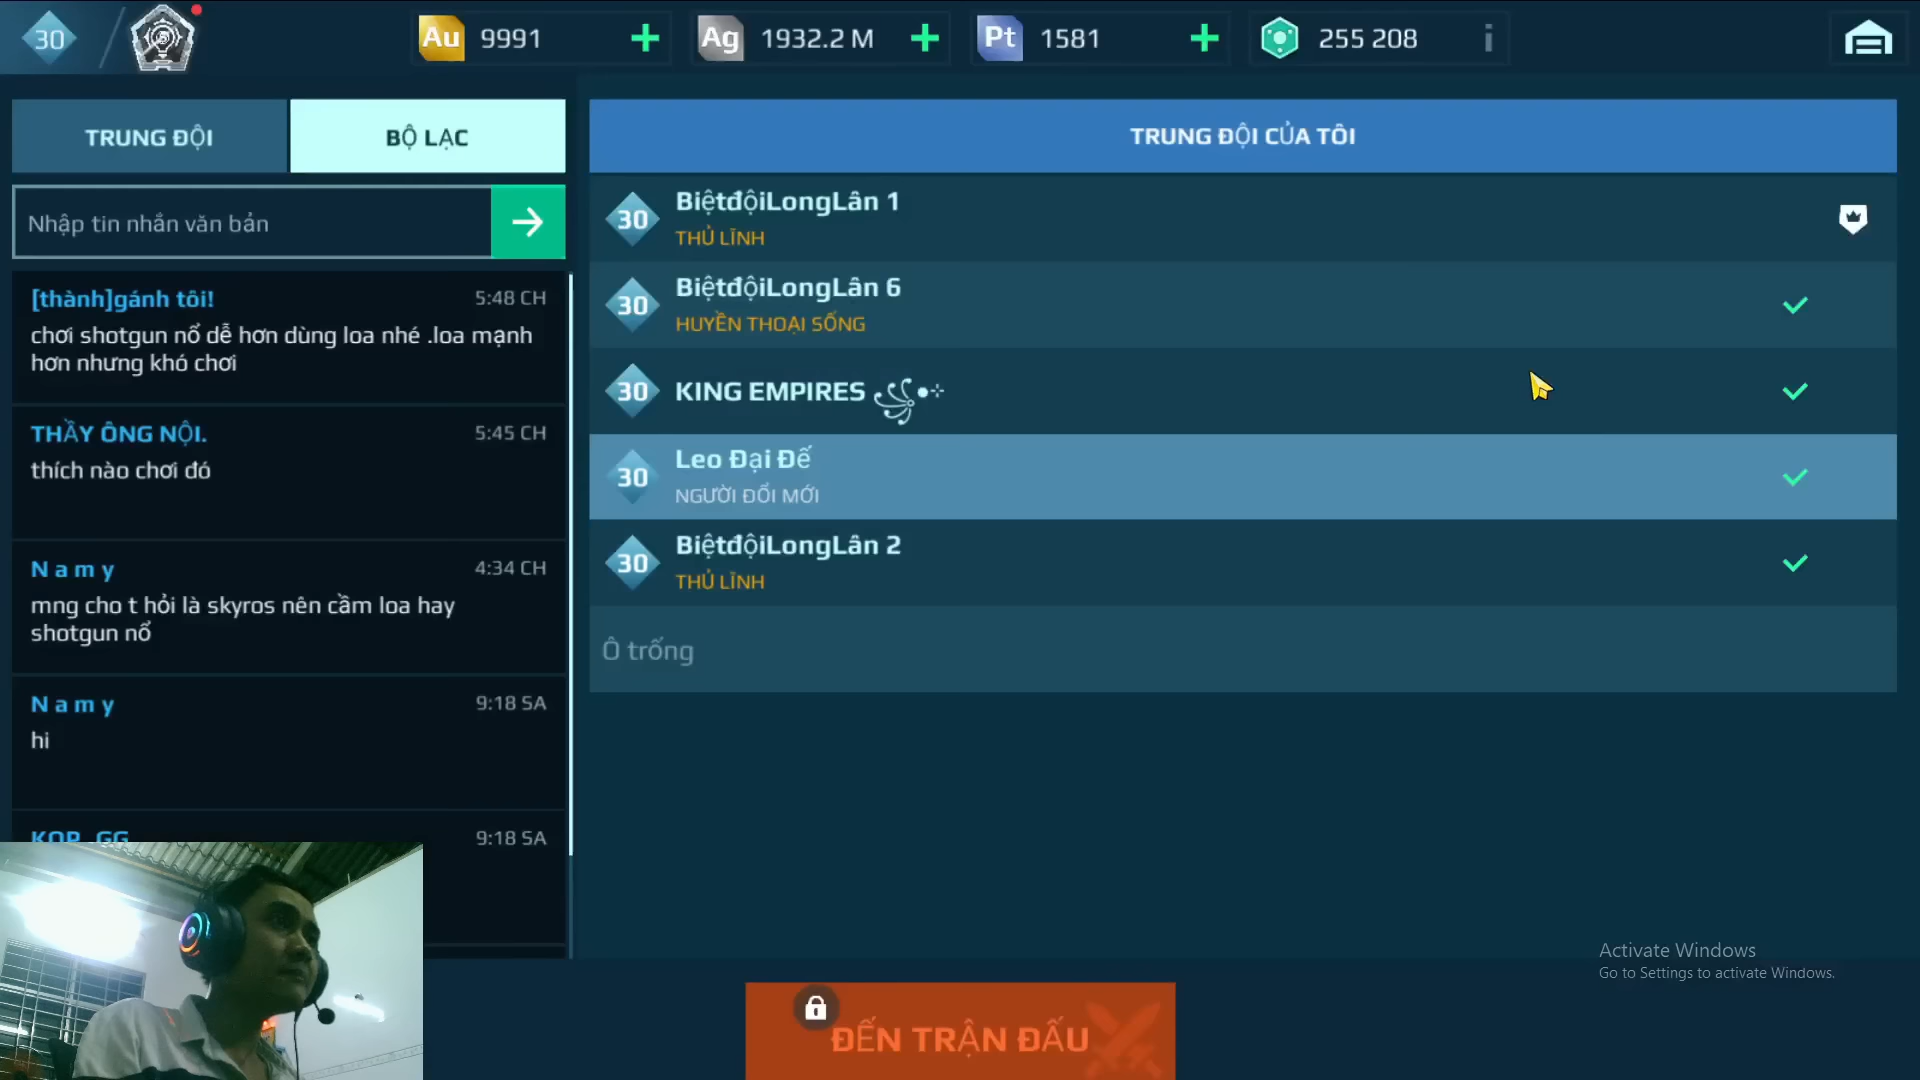 30
Au 9991
Ag 1932.2 M
Pt 1581
255 208
TRUNG ĐỘI
BỘ LẠC
Nhập tin nhắn văn bản
[thành]gánh tôi!
5:48 CH
chơi shotgun nổ dễ hơn dùng loa nhé .loa mạnh
hơn nhưng khó chơi
THẦY ÔNG NỘI.
5:45 CH
thích nào chơi đó
N a m y
4:34 CH
mng cho t hỏi là skyros nên cầm loa hay
shotgun nổ
N a m y
9:18 SA
hi
9:18 SA
TRUNG ĐỘI CỦA TÔI
30
BiệtđộiLongLân 1
THỦ LĨNH
30
BiệtđộiLongLân 6
HUYỀN THOẠI SỐNG
30
KING EMPIRES
30
Leo Đại Đế
NGƯỜI ĐỔI MỚI
30
BiệtđộiLongLân 2
THỦ LĨNH
Ô trống
ĐẾN TRẬN ĐẤU
Activate Windows
Go to Settings to activate Windows.